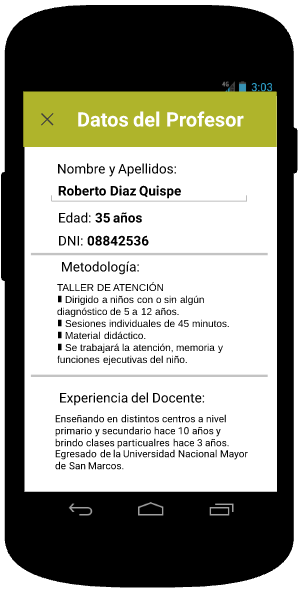 4G 3:03
Datos del Profesor
Nombre y Apellidos:
Roberto Diaz Quispe
Edad: 35 años
DNI: 08842536
Metodología:
TALLER DE ATENCIÓN
Dirigido a niños con o sin algún
diagnóstico de 5 a 12 años.
Sesiones individuales de 45 minutos.
Material didáctico.
Se trabajará la atención, memoria y
funciones ejecutivas del niño.
Experiencia del Docente:
Enseñando en distintos centros a nivel
primario y secundario hace 10 años y
brindo clases particualres hace 3 años.
Egresado de la Universidad Nacional Mayor
de San Marcos.